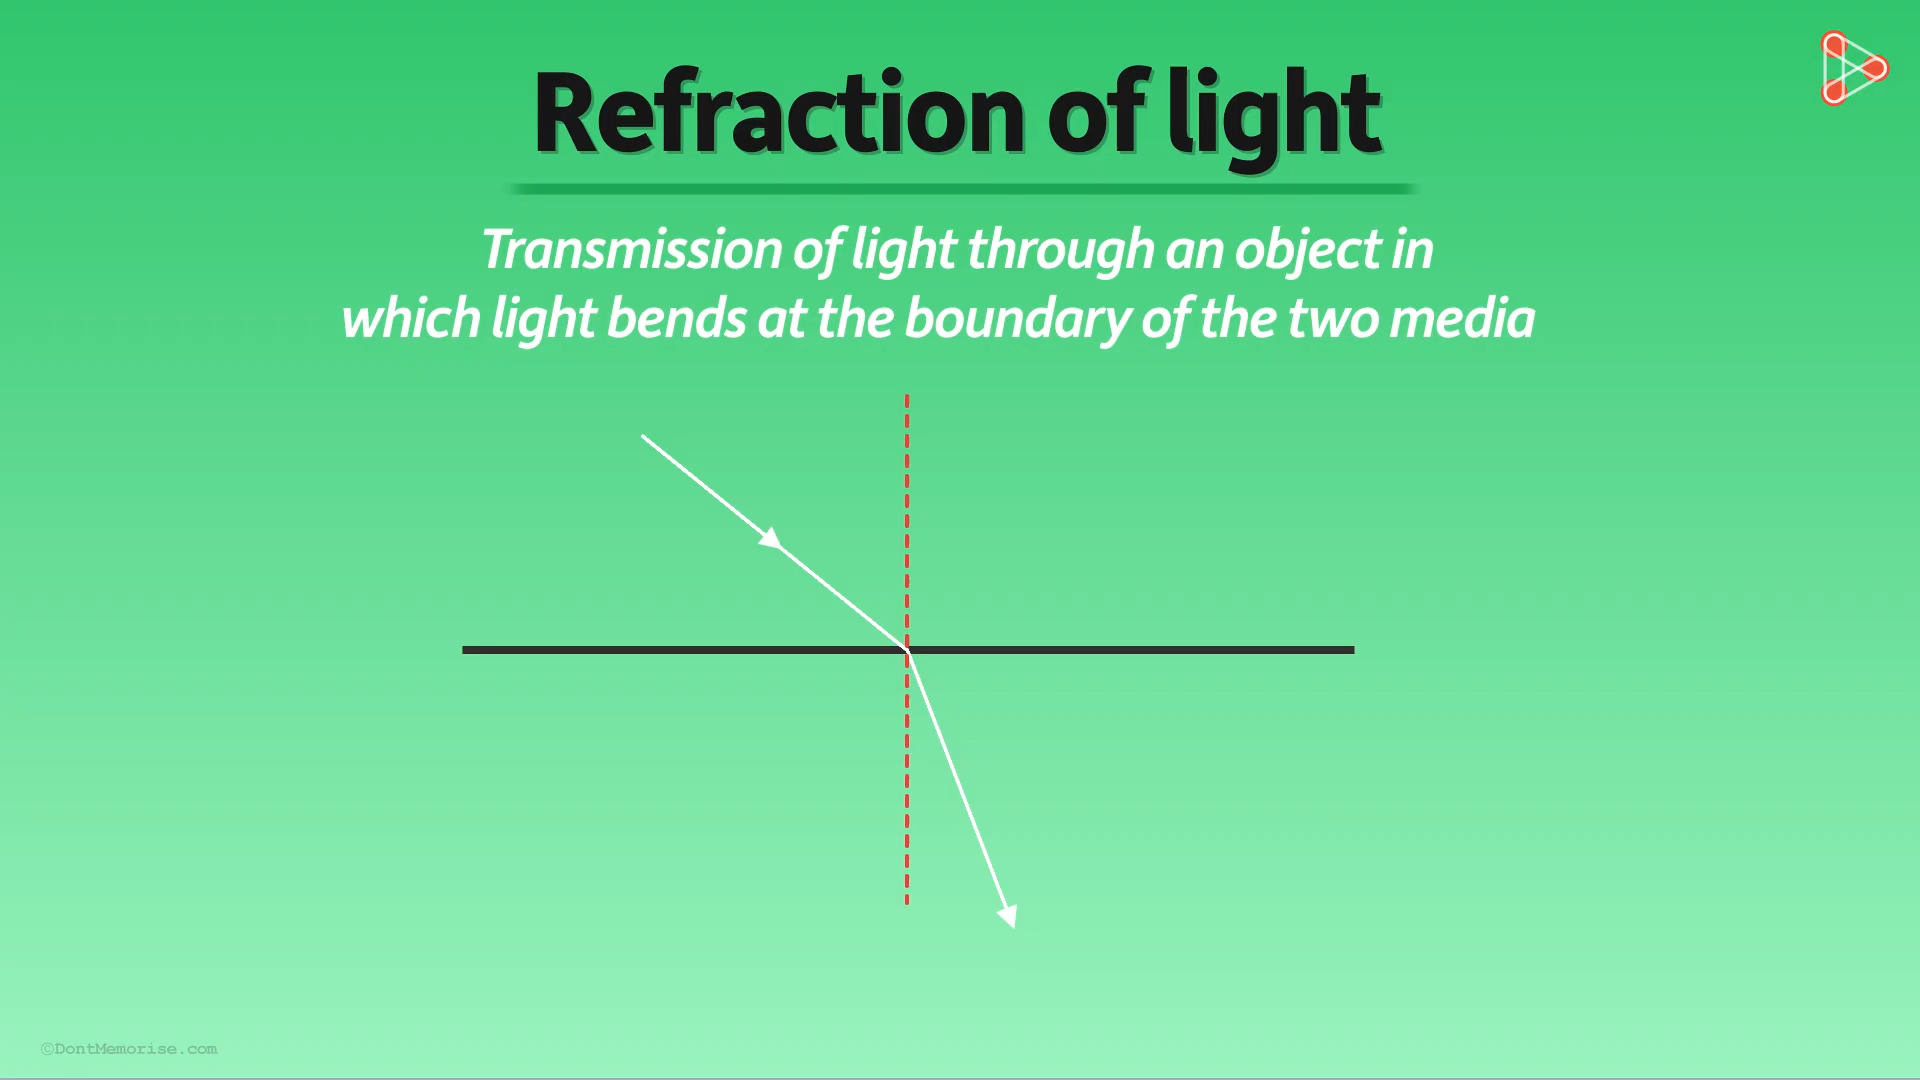 Refraction of light
Transmission of light through an object in
which light bends at the boundary of the two media
©DontMemorise.com